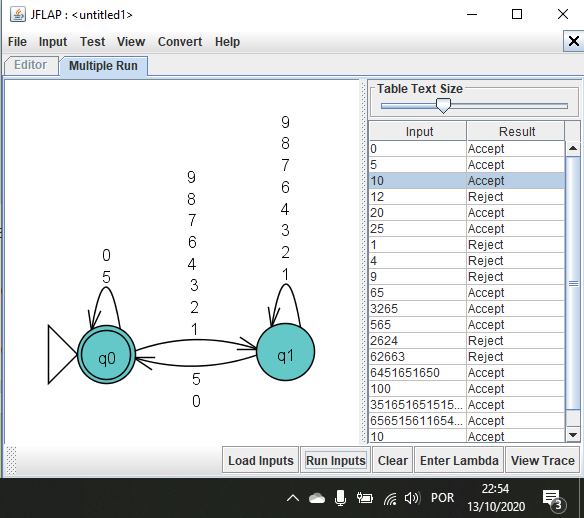 JFLAP : <untitled1>
File Input Test View Convert Help
Editor Multiple Run
Table Text Size
Input Result
0 Accept
5 Accept
10 Accept
12 Reject
20 Accept
25 Accept
1 Reject
4 Reject
9 Reject
65 Accept
3265 Accept
565 Accept
2624 Reject
62663 Reject
6451651650 Accept
100 Accept
351651651515... Accept
656515611654... Accept
10 Accept
0
5
q0
9
8
7
6
4
3
2
1
5
0
9
8
7
6
4
3
2
1
q1
Load Inputs Run Inputs Clear Enter Lambda View Trace
POR
22:54
13/10/2020
3